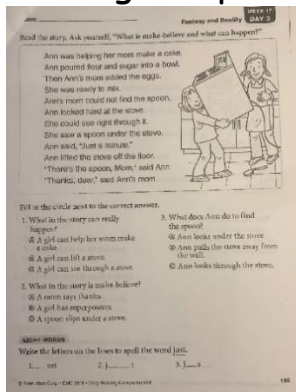 WEEK 17
Fantasy and Reality DAY 3
Read the story. Ask yourself, "What is make-believe and what can happen?"
Ann was helping her mom make a cake.
Ann poured flour and sugar into a bowl.
Then Ann's mom added the eggs.
She was ready to mix.
Ann's mom could not find the spoon.
Ann looked hard at the stove.
She could see right through it.
She saw a spoon under the stove.
Ann said, "Just a minute."
Ann lifted the stove off the floor.
"There's the spoon, Mom," said Ann.
"Thanks, dear," said Ann's mom.
Fill in the circle next to the correct answer.
1. What in the story can really
happen?
Ⓐ A girl can help her mom make
a cake.
Ⓑ A girl can lift a stove.
Ⓒ A girl can see through a stove.
2. What in the story is make believe?
Ⓐ A mom says thanks.
Ⓑ A girl has superpowers.
Ⓒ A spoon slides under a stove.
3. What does Ann do to find
the spoon?
Ⓐ Ann looks under the stove.
Ⓑ Ann pulls the stove away from
the wall.
Ⓒ Ann looks through the stove.
SIGHT WORDS
Write the letters on the lines to spell the word just.
1. __ust 2. j______t 3. j____s__